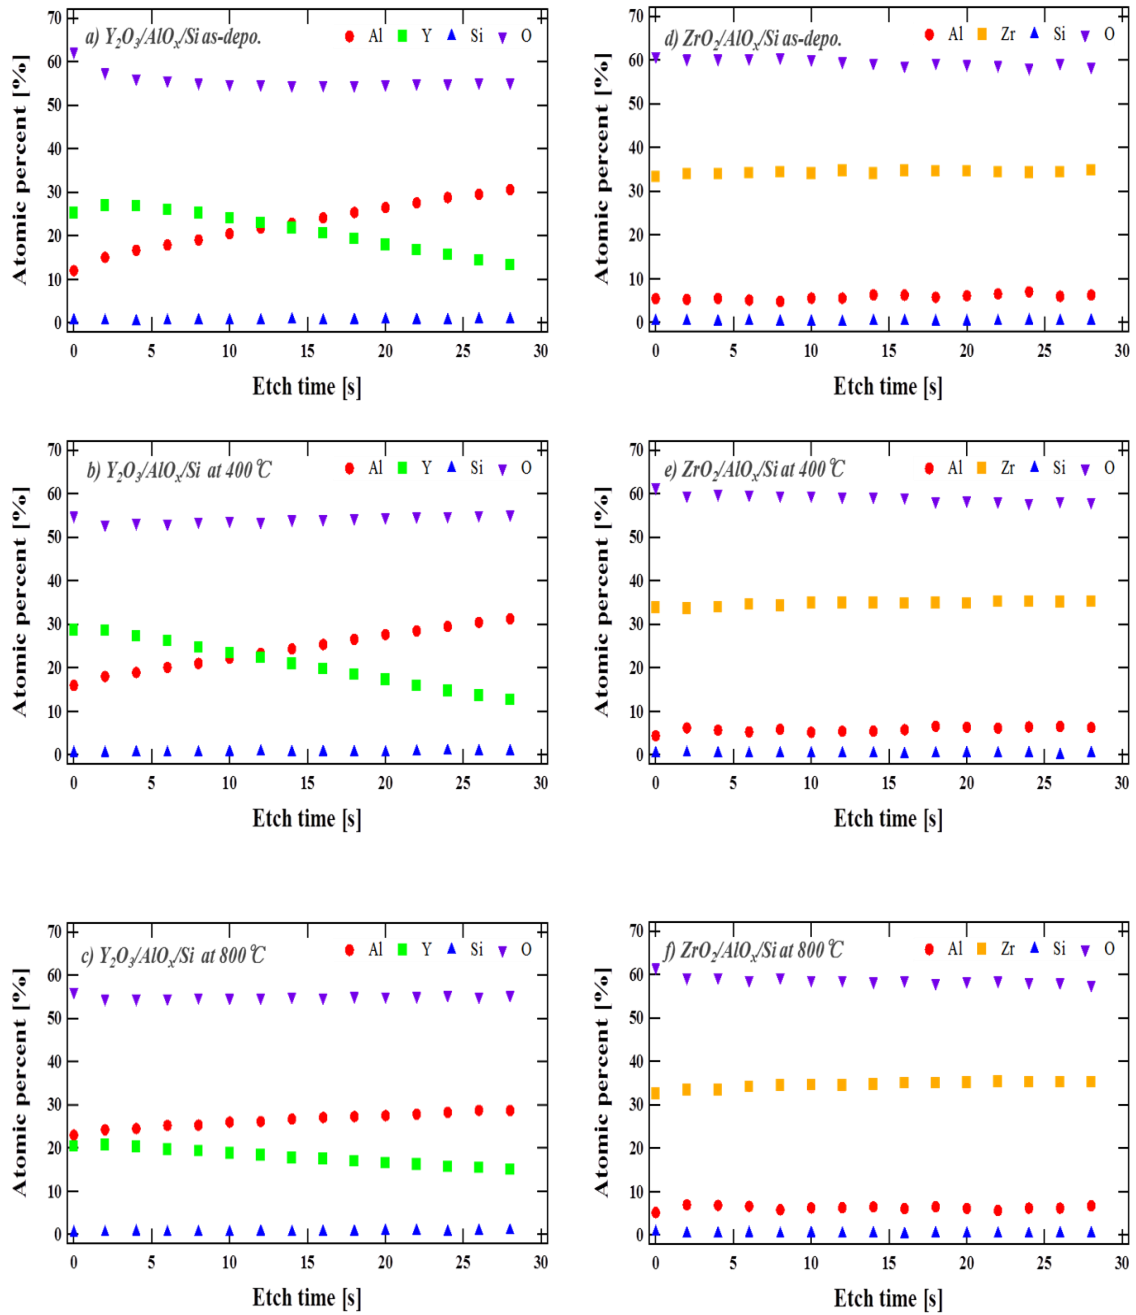 a) Y₂O₃/AlOₓ/Si as-depo.
Al Y Si O
Atomic percent [%]
70
60
50
40
30
20
10
0
0 5 10 15 20 25 30
Etch time [s]
d) ZrO₂/AlOₓ/Si as-depo.
Al Zr Si O
Atomic percent [%]
70
60
50
40
30
20
10
0
0 5 10 15 20 25 30
Etch time [s]
b) Y₂O₃/AlOₓ/Si at 400℃
Al Y Si O
Atomic percent [%]
70
60
50
40
30
20
10
0
0 5 10 15 20 25 30
Etch time [s]
e) ZrO₂/AlOₓ/Si at 400℃
Al Zr Si O
Atomic percent [%]
70
60
50
40
30
20
10
0
0 5 10 15 20 25 30
Etch time [s]
c) Y₂O₃/AlOₓ/Si at 800℃
Al Y Si O
Atomic percent [%]
70
60
50
40
30
20
10
0
0 5 10 15 20 25 30
Etch time [s]
f) ZrO₂/AlOₓ/Si at 800℃
Al Zr Si O
Atomic percent [%]
70
60
50
40
30
20
10
0
0 5 10 15 20 25 30
Etch time [s]